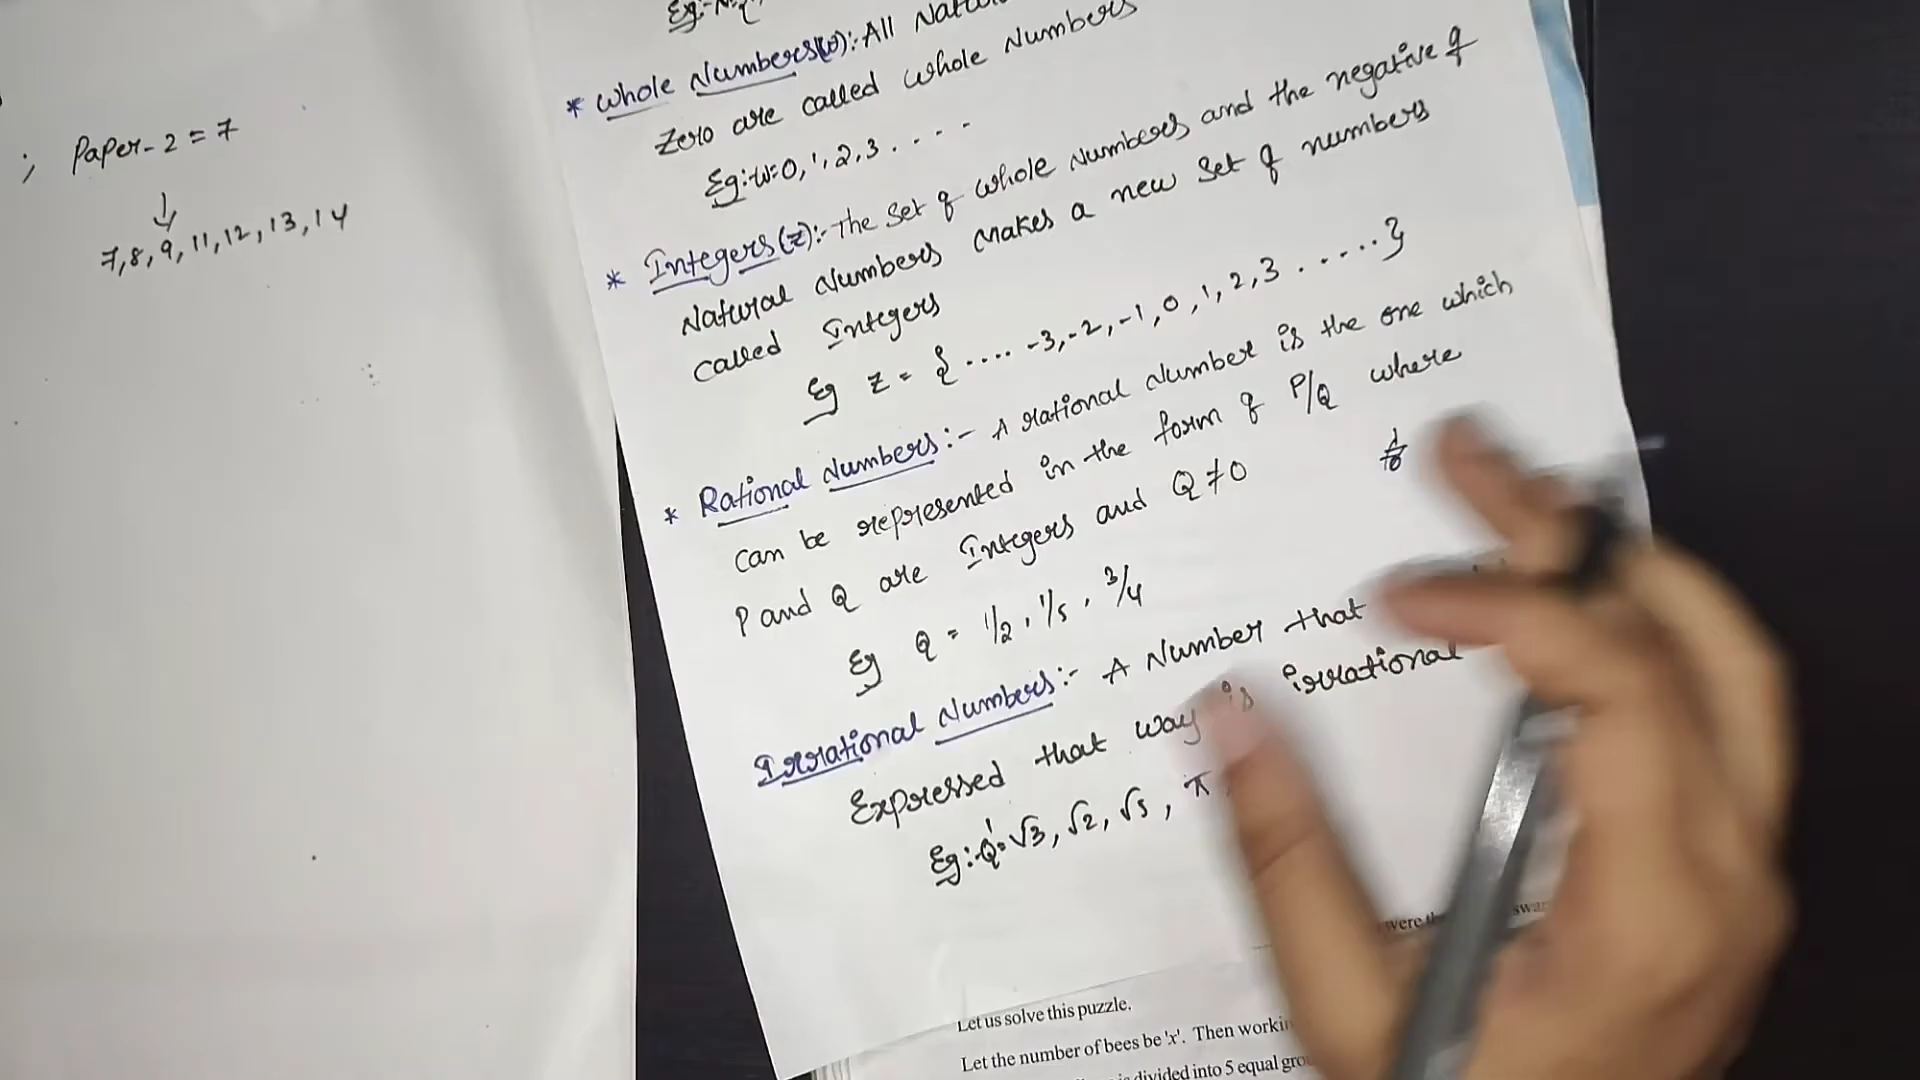 ; Paper-2 = 7
↓
7,8,9,11,12,13,14
Eg:-
* Whole Numbers(w):- All
Zero are called Whole Numbers
Eg:-w=0,1,2,3....
* Integers(z):- The Set of Whole Numbers and the negative of
Natural Numbers Makes a new Set of numbers
called Integers
Eg z = {.... -3,-2,-1,0,1,2,3.....}
* Rational Numbers:- A rational Number is the one which
can be represented in the form of P/Q where
P and Q are Integers and Q≠0
Eg Q = 1/2, 1/5, 3/4
Irrational Numbers:- A Number that
Expressed that way is irrational
Eg:-Q'=√3, √2, √5, π
were
Let us solve this puzzle.
Let the number of bees be 'x'. Then
divided into 5 equal